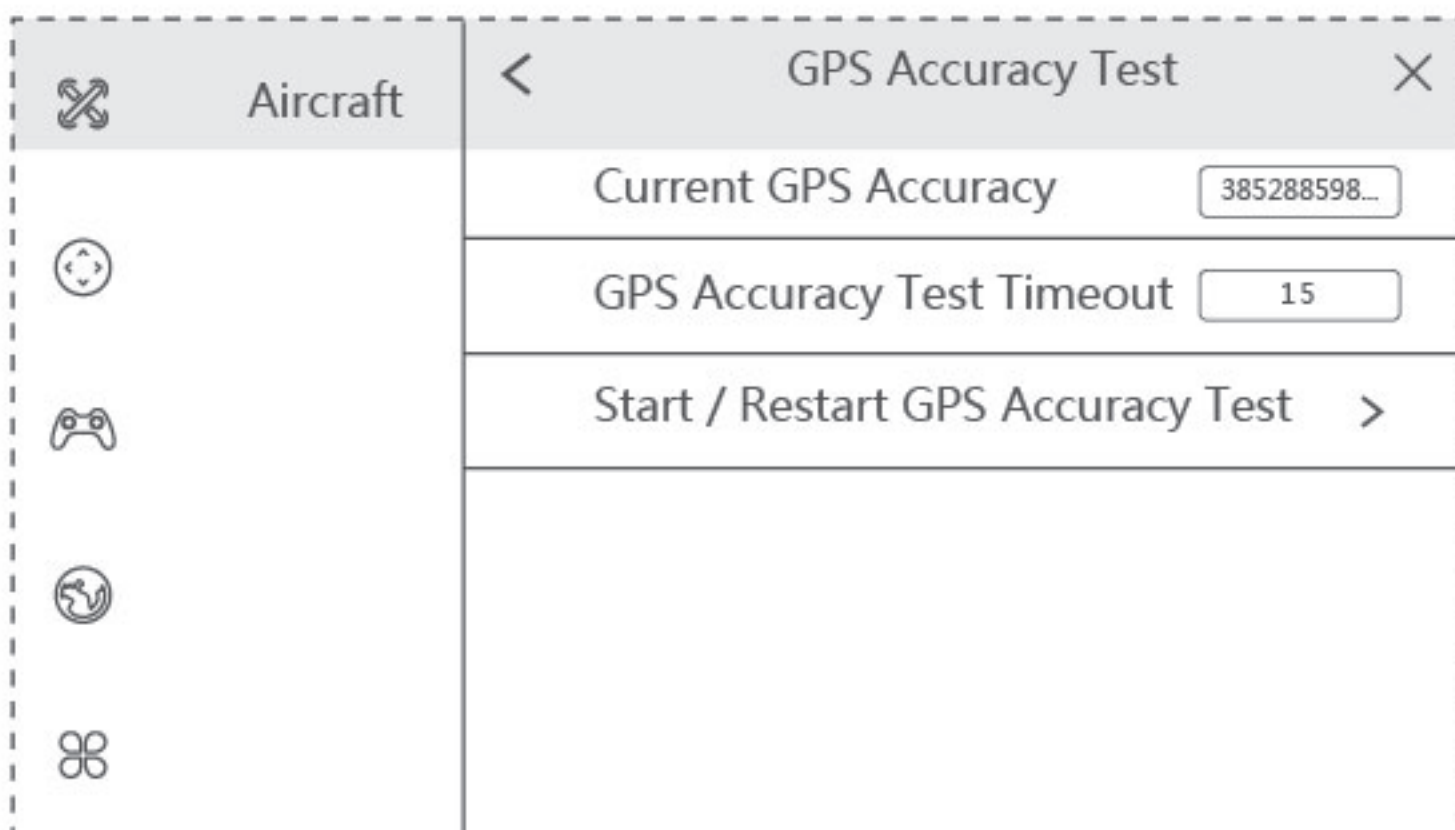 Aircraft
GPS Accuracy Test
Current GPS Accuracy 385288598...
GPS Accuracy Test Timeout 15
Start / Restart GPS Accuracy Test